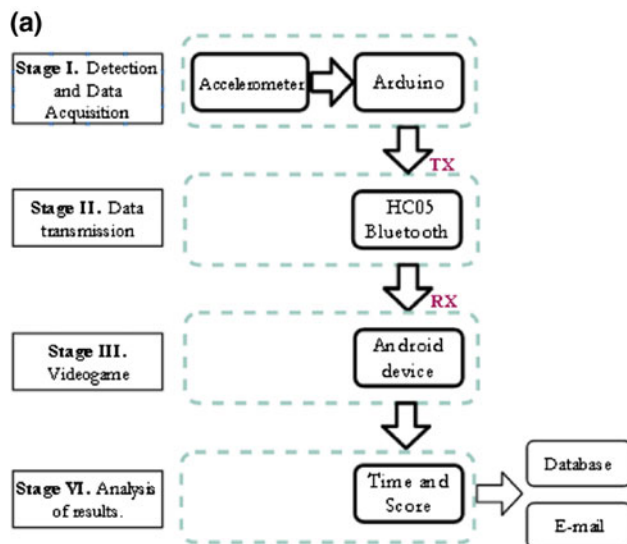 (a)
Stage I. Detection
and Data
Acquisition
Accelerometer
Arduino
TX
Stage II. Data
transmission
HC05
Bluetooth
RX
Stage III.
Videogame
Android
device
Stage VI. Analysis
of results.
Time and
Score
Database
E-mail